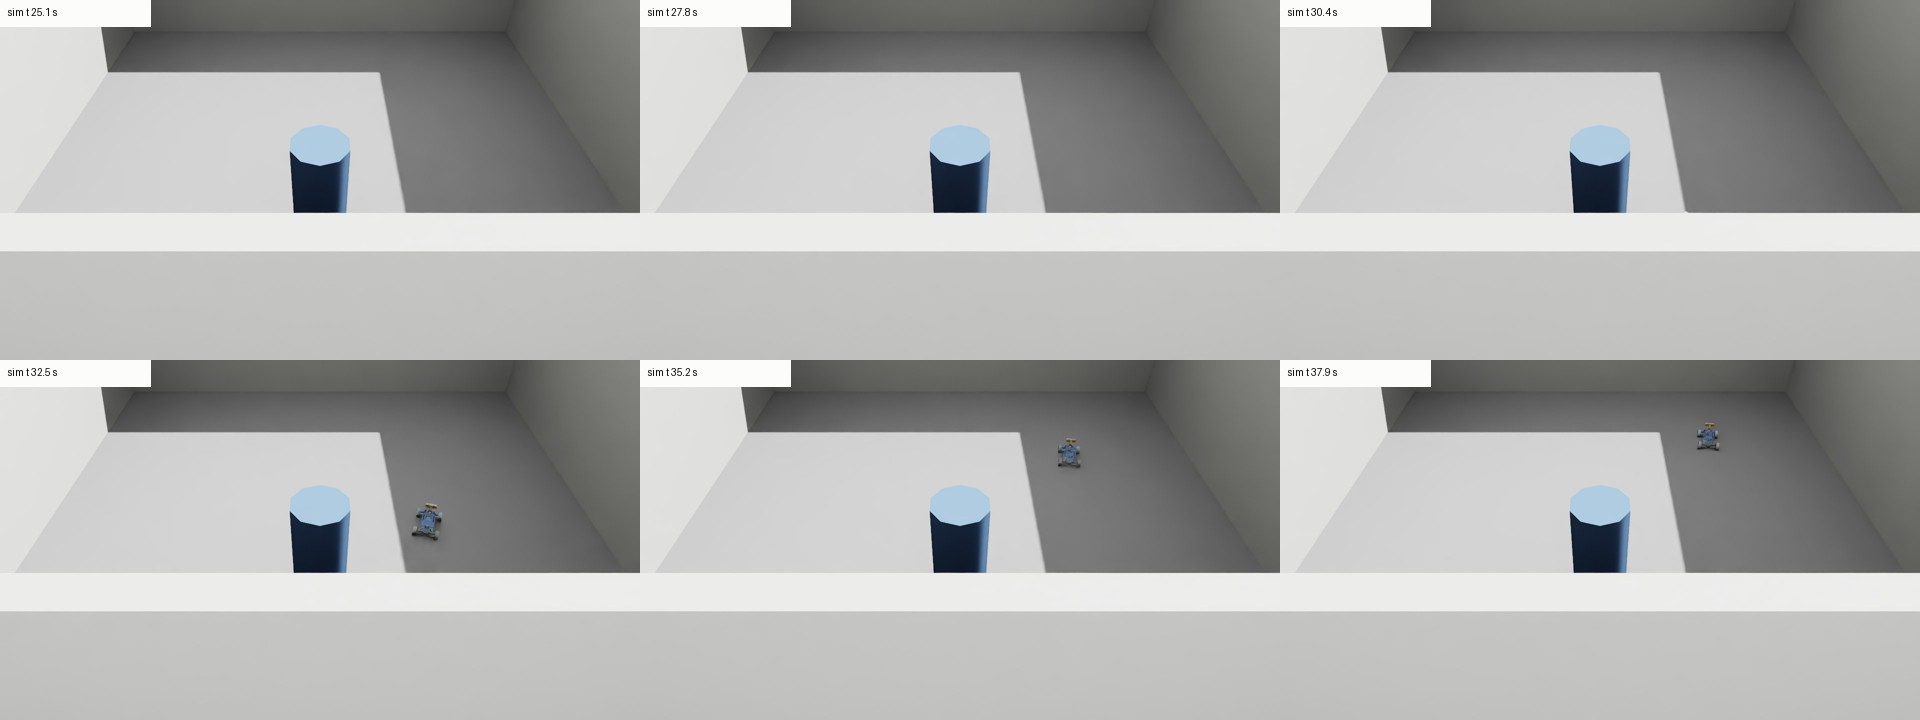 sim t 25.1 s
sim t 27.8 s
sim t 30.4 s
sim t 32.5 s
sim t 35.2 s
sim t 37.9 s